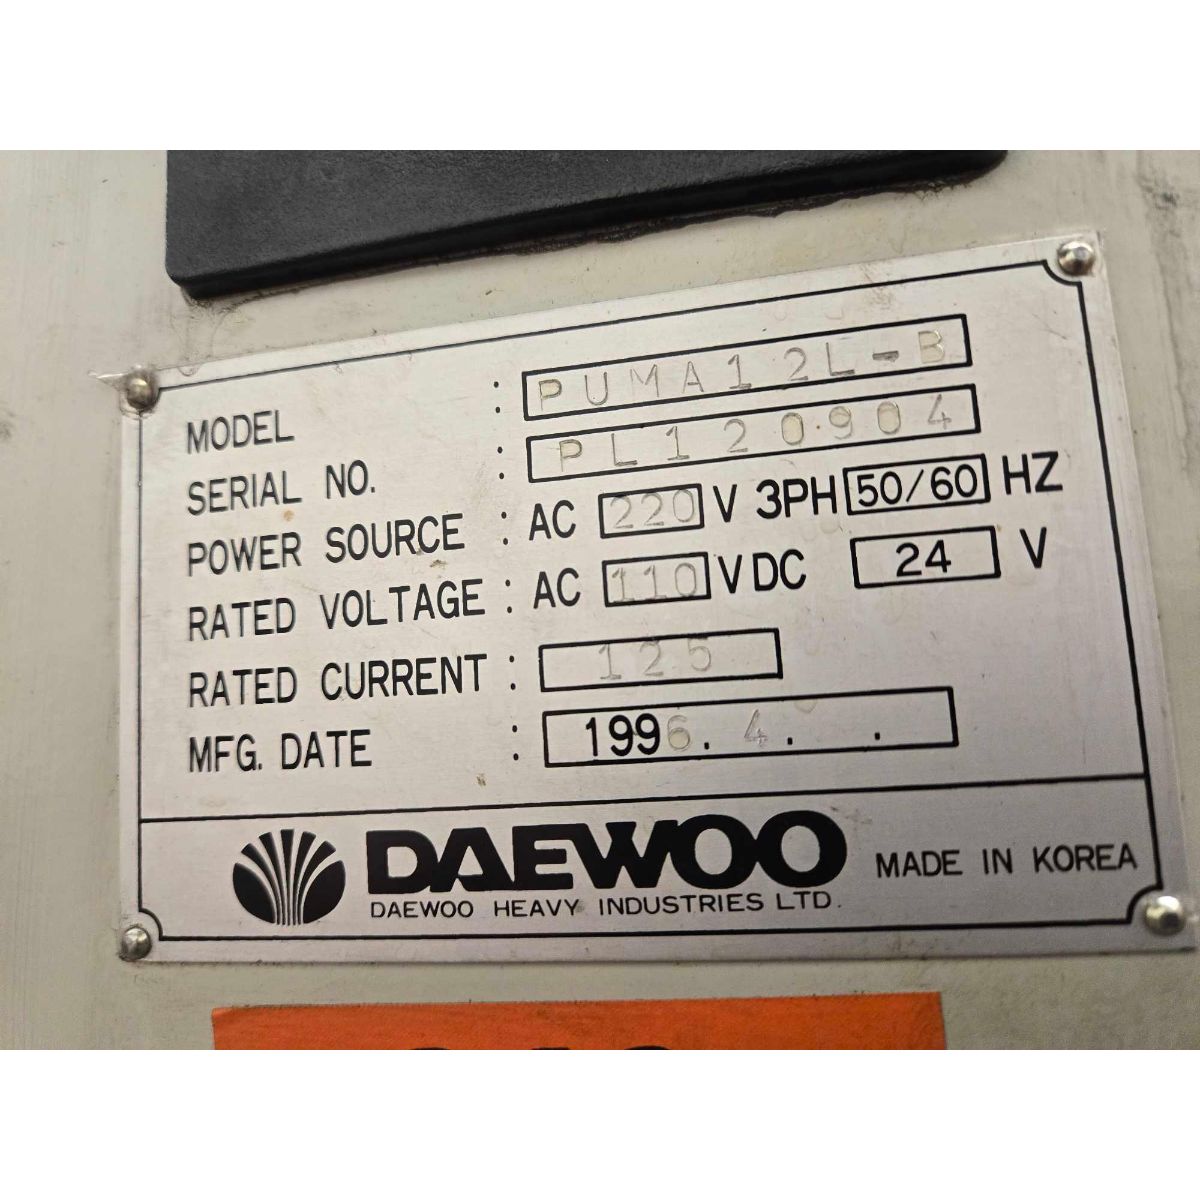 MODEL : PUMA12L-B
SERIAL NO. : PL120904
POWER SOURCE : AC 220 V 3PH 50/60 HZ
RATED VOLTAGE : AC 110 V DC 24 V
RATED CURRENT : 125
MFG. DATE : 1996. 4. .
DAEWOO
DAEWOO HEAVY INDUSTRIES LTD.
MADE IN KOREA